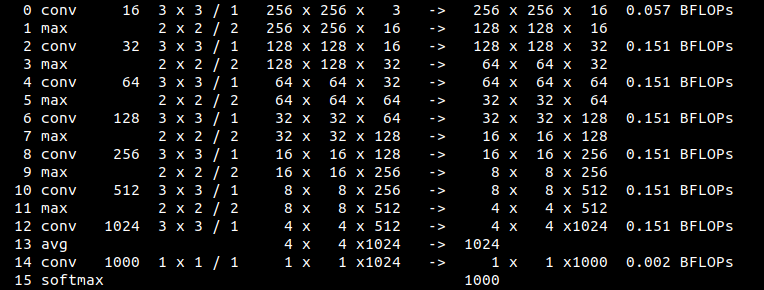 0 conv 16 3 x 3 / 1 256 x 256 x 3 -> 256 x 256 x 16 0.057 BFLOPs
1 max 2 x 2 / 2 256 x 256 x 16 -> 128 x 128 x 16
2 conv 32 3 x 3 / 1 128 x 128 x 16 -> 128 x 128 x 32 0.151 BFLOPs
3 max 2 x 2 / 2 128 x 128 x 32 -> 64 x 64 x 32
4 conv 64 3 x 3 / 1 64 x 64 x 32 -> 64 x 64 x 64 0.151 BFLOPs
5 max 2 x 2 / 2 64 x 64 x 64 -> 32 x 32 x 64
6 conv 128 3 x 3 / 1 32 x 32 x 64 -> 32 x 32 x 128 0.151 BFLOPs
7 max 2 x 2 / 2 32 x 32 x 128 -> 16 x 16 x 128
8 conv 256 3 x 3 / 1 16 x 16 x 128 -> 16 x 16 x 256 0.151 BFLOPs
9 max 2 x 2 / 2 16 x 16 x 256 -> 8 x 8 x 256
10 conv 512 3 x 3 / 1 8 x 8 x 256 -> 8 x 8 x 512 0.151 BFLOPs
11 max 2 x 2 / 2 8 x 8 x 512 -> 4 x 4 x 512
12 conv 1024 3 x 3 / 1 4 x 4 x 512 -> 4 x 4 x1024 0.151 BFLOPs
13 avg 4 x 4 x1024 -> 1024
14 conv 1000 1 x 1 / 1 1 x 1 x1024 -> 1 x 1 x1000 0.002 BFLOPs
15 softmax 1000